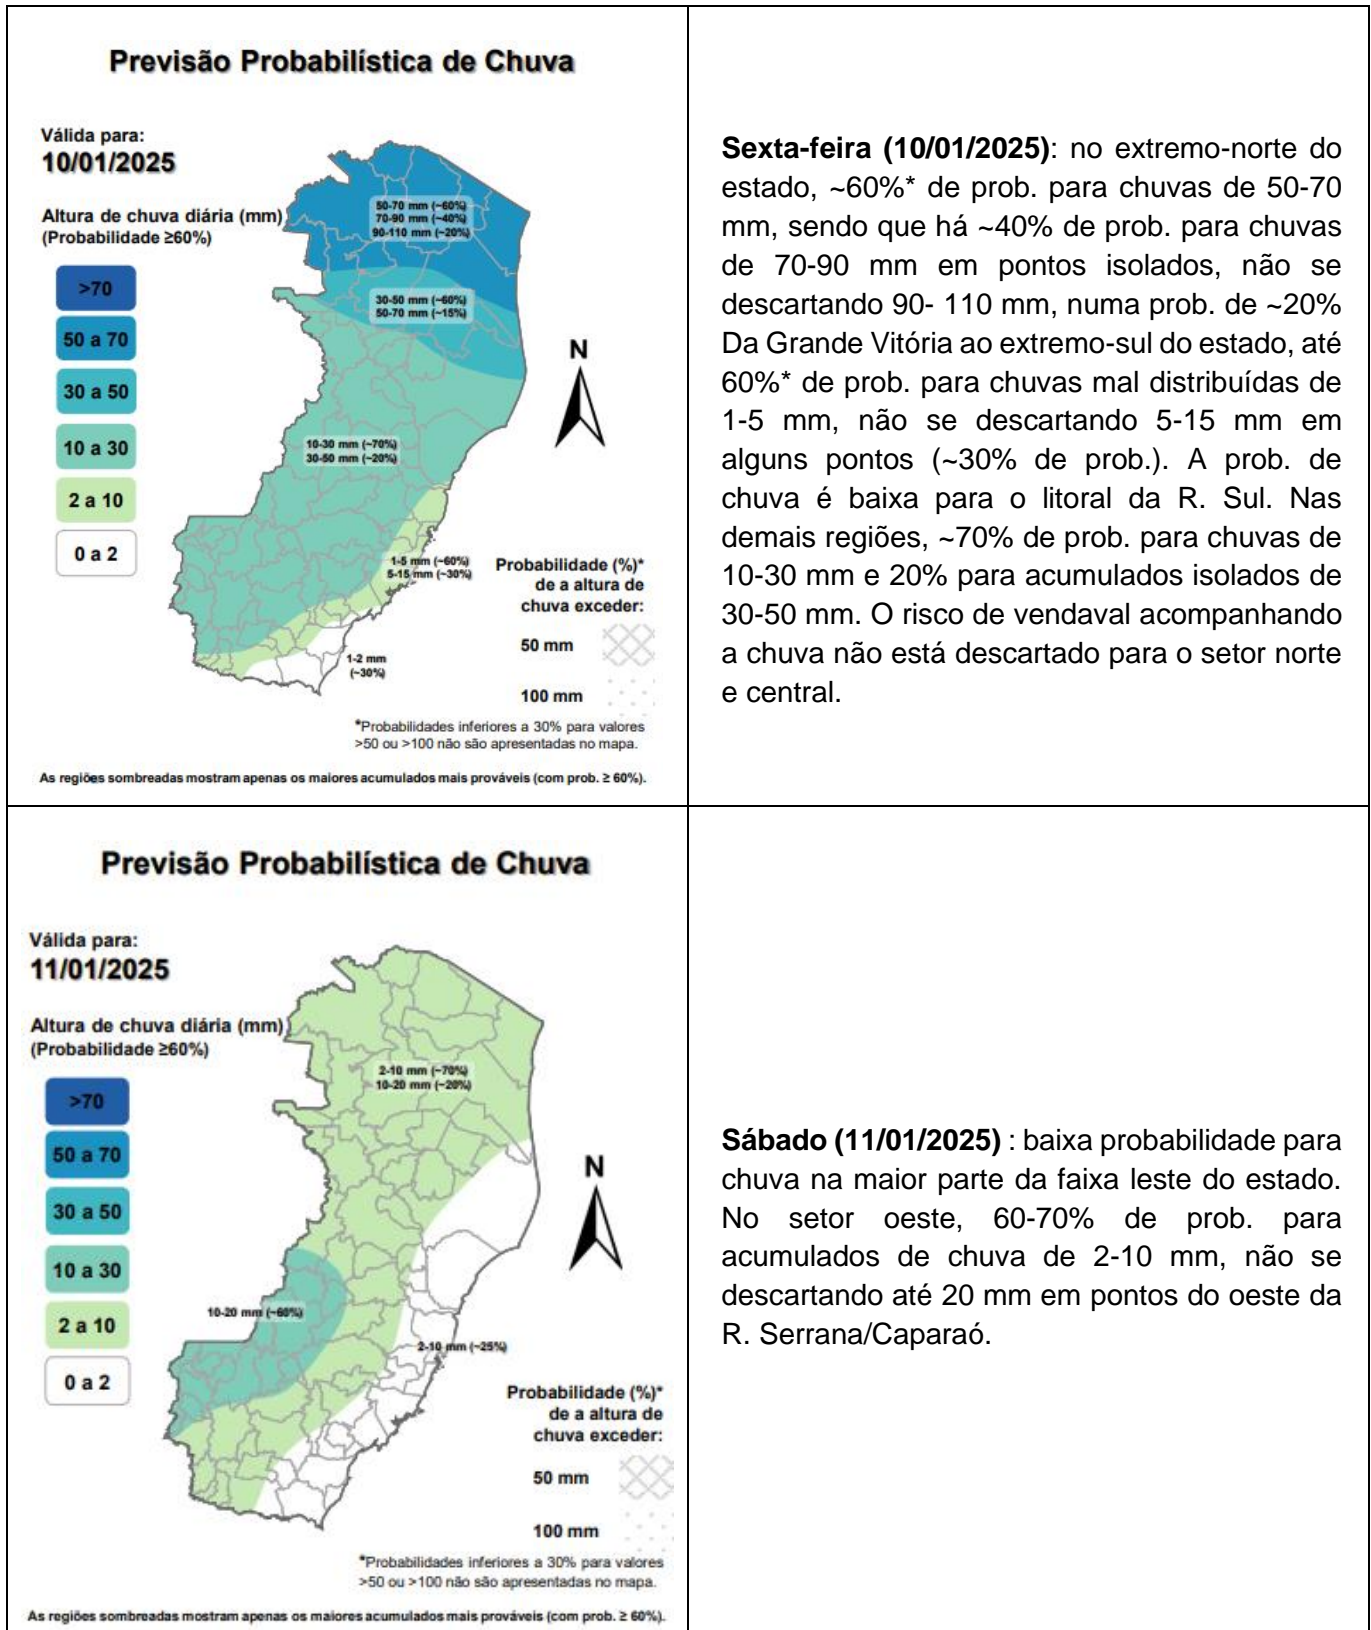 Previsão Probabilística de Chuva
Válida para:
10/01/2025
Altura de chuva diária (mm)
(Probabilidade ≥60%)
>70
50 a 70
30 a 50
10 a 30
2 a 10
0 a 2
50-70 mm (~60%)
70-90 mm (~40%)
90-110 mm (~20%)
30-50 mm (~60%)
50-70 mm (~15%)
10-30 mm (~70%)
30-50 mm (~20%)
1-5 mm (~60%)
5-15 mm (~30%)
1-2 mm
(~30%)
N
Probabilidade (%)*
de a altura de
chuva exceder:
50 mm
100 mm
*Probabilidades inferiores a 30% para valores
>50 ou >100 não são apresentadas no mapa.
As regiões sombreadas mostram apenas os maiores acumulados mais prováveis (com prob. ≥ 60%).
Sexta-feira (10/01/2025): no extremo-norte do
estado, ~60%* de prob. para chuvas de 50-70
mm, sendo que há ~40% de prob. para chuvas
de 70-90 mm em pontos isolados, não se
descartando 90- 110 mm, numa prob. de ~20%
Da Grande Vitória ao extremo-sul do estado, até
60%* de prob. para chuvas mal distribuídas de
1-5 mm, não se descartando 5-15 mm em
alguns pontos (~30% de prob.). A prob. de
chuva é baixa para o litoral da R. Sul. Nas
demais regiões, ~70% de prob. para chuvas de
10-30 mm e 20% para acumulados isolados de
30-50 mm. O risco de vendaval acompanhando
a chuva não está descartado para o setor norte
e central.
Previsão Probabilística de Chuva
Válida para:
11/01/2025
Altura de chuva diária (mm)
(Probabilidade ≥60%)
>70
50 a 70
30 a 50
10 a 30
2 a 10
0 a 2
2-10 mm (~70%)
10-20 mm (~20%)
10-20 mm (~60%)
2-10 mm (~25%)
N
Probabilidade (%)*
de a altura de
chuva exceder:
50 mm
100 mm
*Probabilidades inferiores a 30% para valores
>50 ou >100 não são apresentadas no mapa.
As regiões sombreadas mostram apenas os maiores acumulados mais prováveis (com prob. ≥ 60%).
Sábado (11/01/2025) : baixa probabilidade para
chuva na maior parte da faixa leste do estado.
No setor oeste, 60-70% de prob. para
acumulados de chuva de 2-10 mm, não se
descartando até 20 mm em pontos do oeste da
R. Serrana/Caparaó.